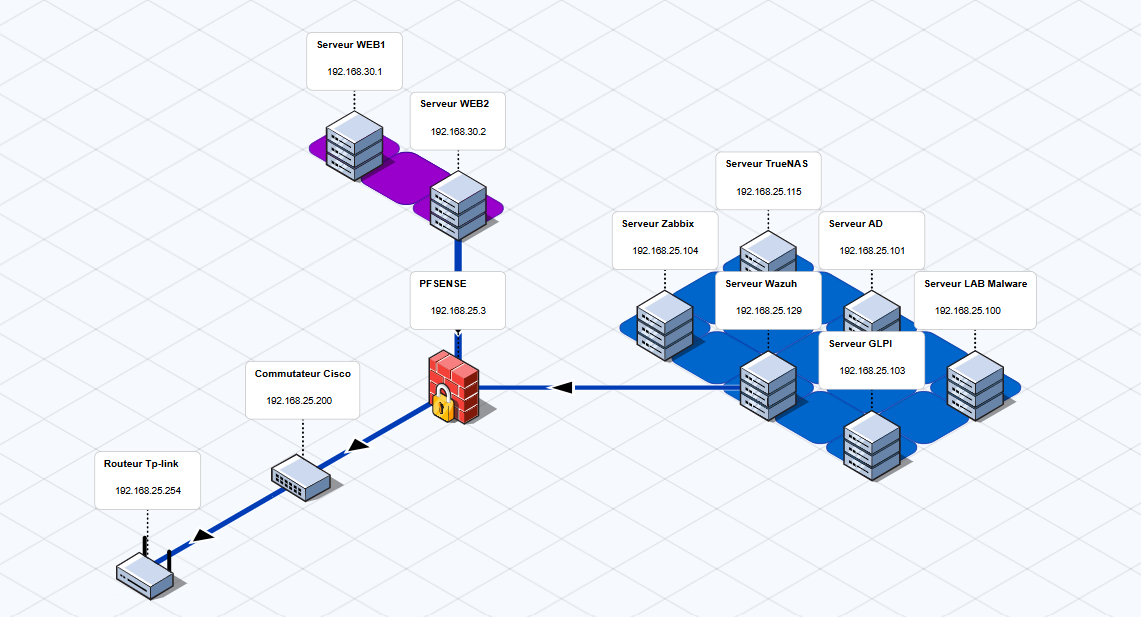 Serveur WEB1
192.168.30.1
Serveur WEB2
192.168.30.2
Serveur TrueNAS
192.168.25.115
Serveur Zabbix
192.168.25.104
Serveur AD
192.168.25.101
PFSENSE
192.168.25.3
Serveur Wazuh
192.168.25.129
Serveur LAB Malware
192.168.25.100
Serveur GLPI
192.168.25.103
Commutateur Cisco
192.168.25.200
Routeur Tp-link
192.168.25.254